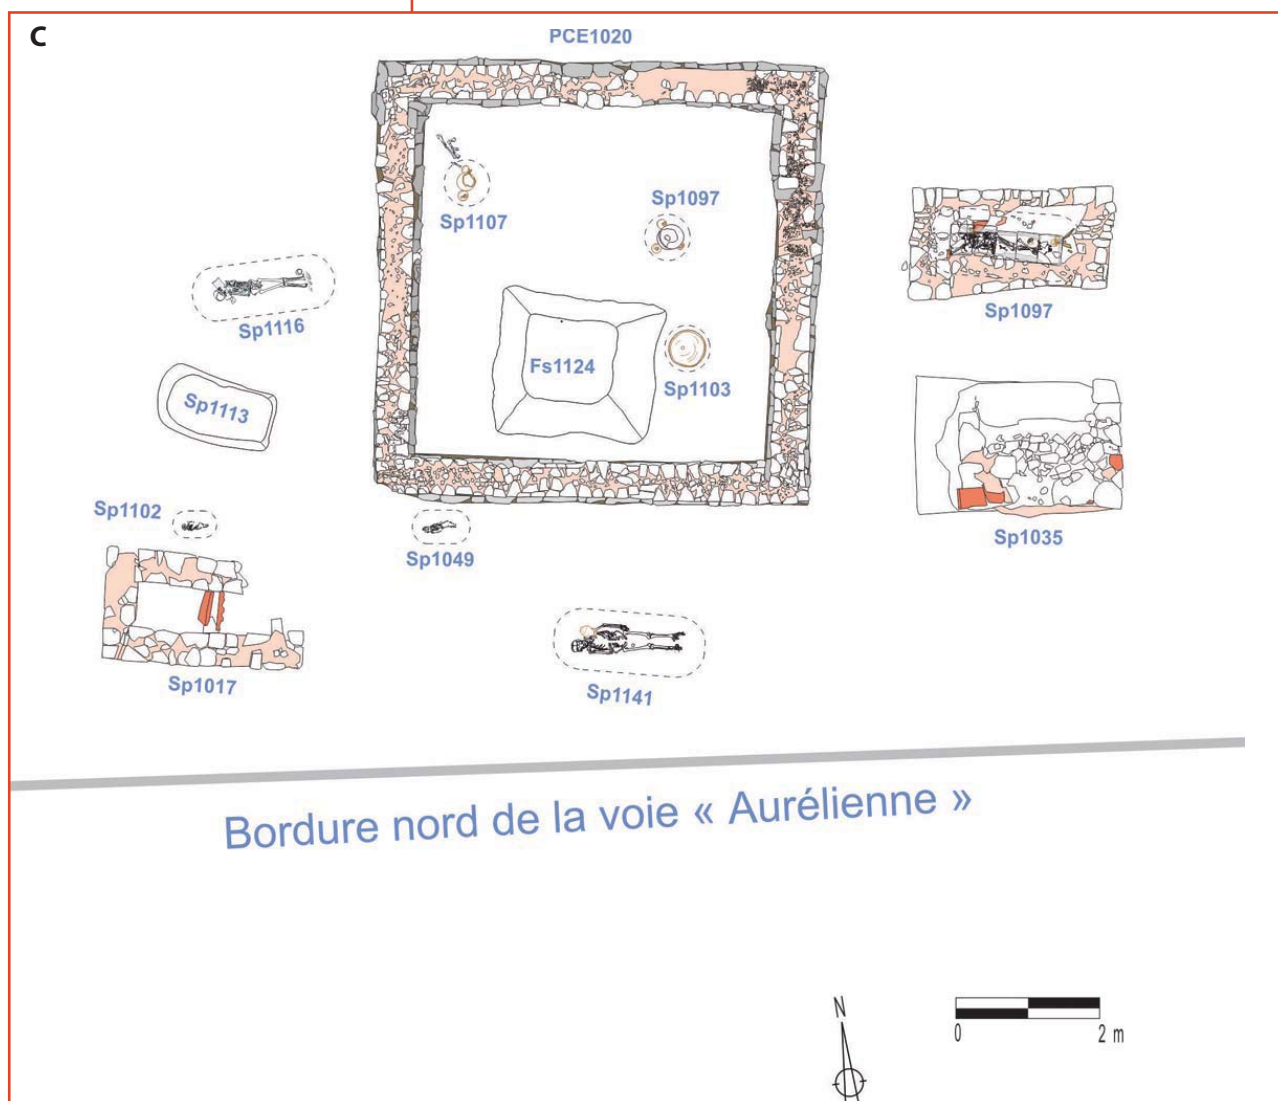 C
PCE1020
Sp1107
Sp1097
Sp1097
Sp1116
Fs1124
Sp1103
Sp1113
Sp1102
Sp1049
Sp1035
Sp1017
Sp1141
Bordure nord de la voie « Aurélienne »
N
0 2 m